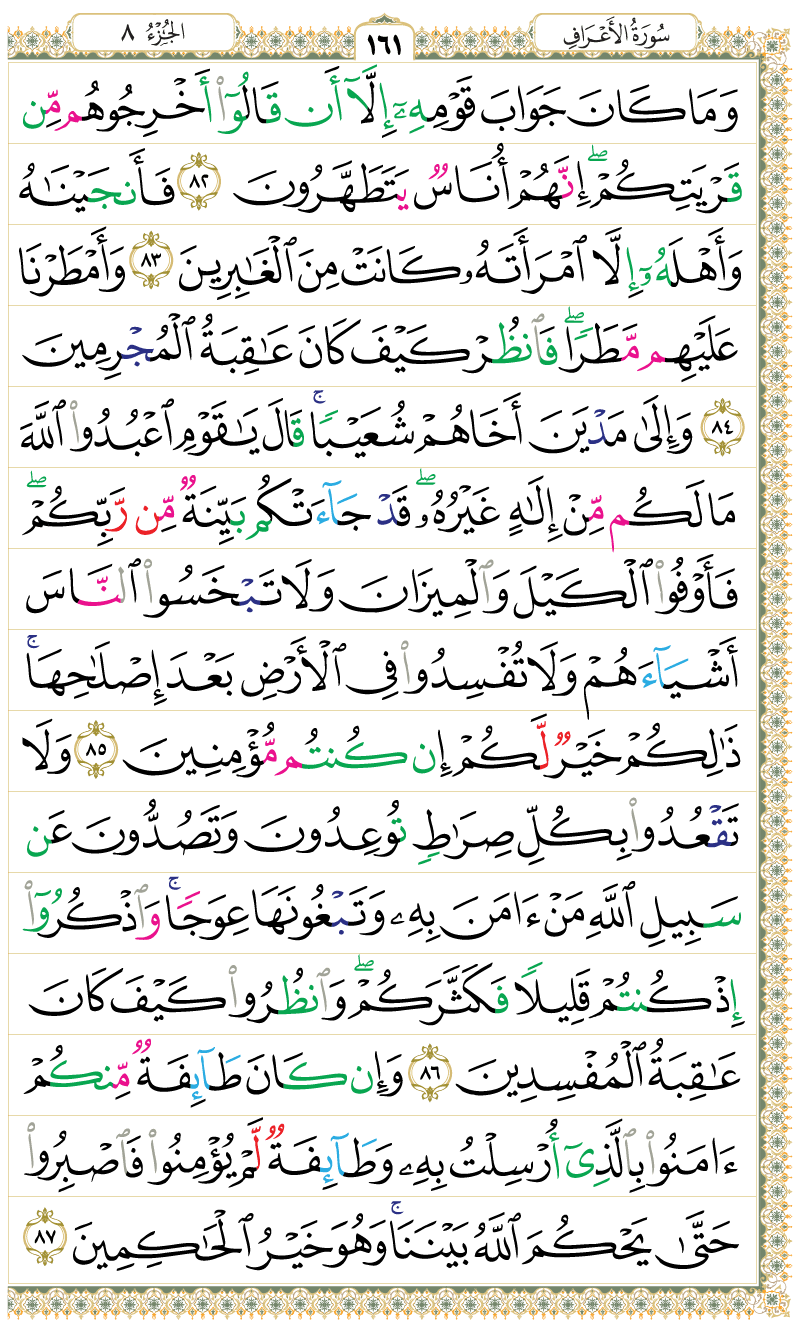 سُورَةُ الأَعۡرَافِ
١٦١
الجُزۡءُ ٨
وَمَا كَانَ جَوَابَ قَوۡمِهِۦٓ إِلَّآ أَن قَالُوٓاْ أَخۡرِجُوهُم مِّن
قَرۡيَتِكُمۡۖ إِنَّهُمۡ أُنَاسٞ يَتَطَهَّرُونَ ٨٢ فَأَنجَيۡنَٰهُ
وَأَهۡلَهُۥٓ إِلَّا ٱمۡرَأَتَهُۥ كَانَتۡ مِنَ ٱلۡغَٰبِرِينَ ٨٣ وَأَمۡطَرۡنَا
عَلَيۡهِم مَّطَرٗاۖ فَٱنظُرۡ كَيۡفَ كَانَ عَٰقِبَةُ ٱلۡمُجۡرِمِينَ
٨٤ وَإِلَىٰ مَدۡيَنَ أَخَاهُمۡ شُعَيۡبٗاۚ قَالَ يَٰقَوۡمِ ٱعۡبُدُواْ ٱللَّهَ
مَا لَكُم مِّنۡ إِلَٰهٍ غَيۡرُهُۥۖ قَدۡ جَآءَتۡكُم بَيِّنَةٞ مِّن رَّبِّكُمۡۖ
فَأَوۡفُواْ ٱلۡكَيۡلَ وَٱلۡمِيزَانَ وَلَا تَبۡخَسُواْ ٱلنَّاسَ
أَشۡيَآءَهُمۡ وَلَا تُفۡسِدُواْ فِي ٱلۡأَرۡضِ بَعۡدَ إِصۡلَٰحِهَاۚ
ذَٰلِكُمۡ خَيۡرٞ لَّكُمۡ إِن كُنتُم مُّؤۡمِنِينَ ٨٥ وَلَا
تَقۡعُدُواْ بِكُلِّ صِرَٰطٖ تُوعِدُونَ وَتَصُدُّونَ عَن
سَبِيلِ ٱللَّهِ مَنۡ ءَامَنَ بِهِۦ وَتَبۡغُونَهَا عِوَجٗاۚ وَٱذۡكُرُوٓاْ
إِذۡ كُنتُمۡ قَلِيلٗا فَكَثَّرَكُمۡۖ وَٱنظُرُواْ كَيۡفَ كَانَ
عَٰقِبَةُ ٱلۡمُفۡسِدِينَ ٨٦ وَإِن كَانَ طَآئِفَةٞ مِّنكُمۡ
ءَامَنُواْ بِٱلَّذِيٓ أُرۡسِلۡتُ بِهِۦ وَطَآئِفَةٞ لَّمۡ يُؤۡمِنُواْ فَٱصۡبِرُواْ
حَتَّىٰ يَحۡكُمَ ٱللَّهُ بَيۡنَنَاۚ وَهُوَ خَيۡرُ ٱلۡحَٰكِمِينَ ٨٧